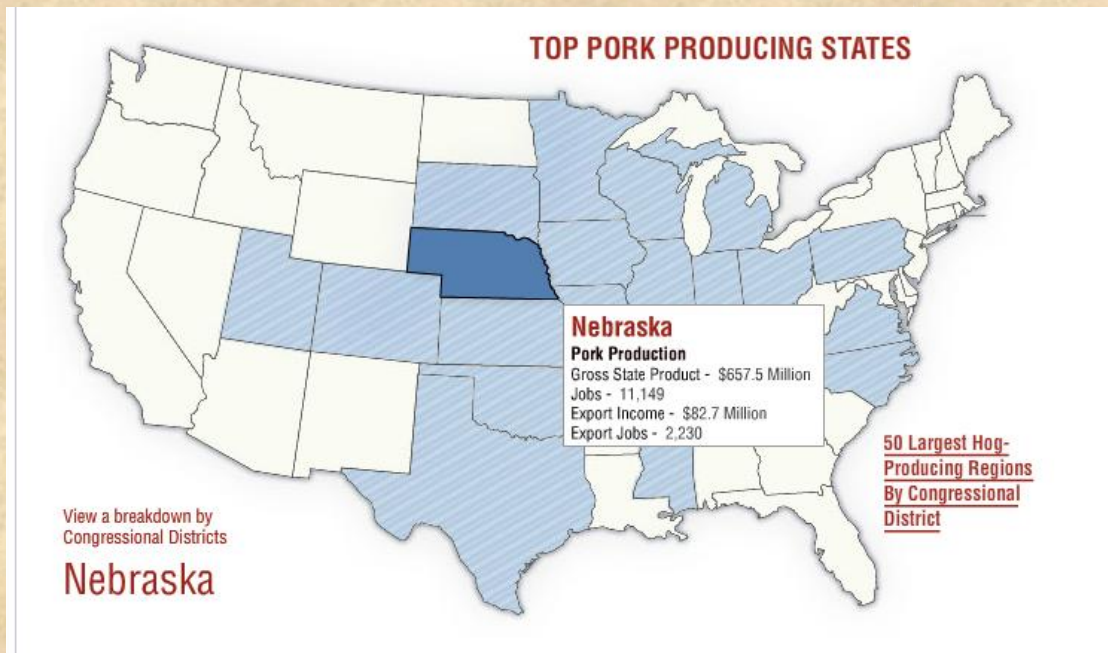 TOP PORK PRODUCING STATES
Nebraska
Pork Production
Gross State Product - $657.5 Million
Jobs - 11,149
Export Income - $82.7 Million
Export Jobs - 2,230
50 Largest Hog-
Producing Regions
By Congressional
District
View a breakdown by
Congressional Districts
Nebraska